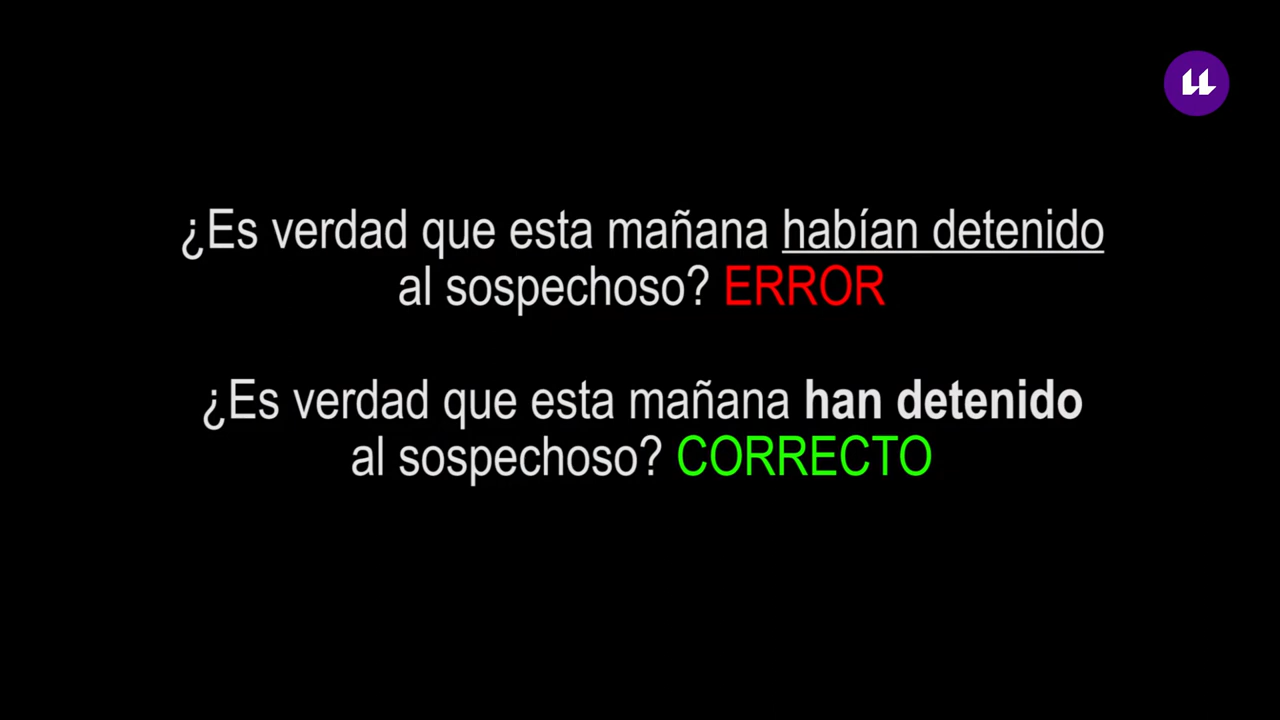 ¿Es verdad que esta mañana habían detenido
al sospechoso? ERROR
¿Es verdad que esta mañana han detenido
al sospechoso? CORRECTO